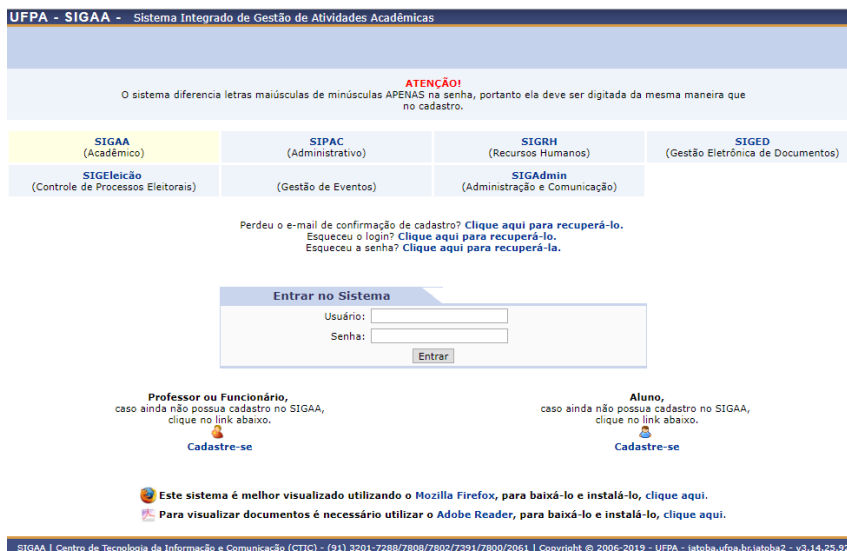 UFPA - SIGAA - Sistema Integrado de Gestão de Atividades Acadêmicas
ATENÇÃO!
O sistema diferencia letras maiúsculas de minúsculas APENAS na senha, portanto ela deve ser digitada da mesma maneira que
no cadastro.
SIGAA SIPAC SIGRH SIGED
(Acadêmico) (Administrativo) (Recursos Humanos) (Gestão Eletrônica de Documentos)
SIGEleicão SIGAdmin
(Controle de Processos Eleitorais) (Gestão de Eventos) (Administração e Comunicação)
Perdeu o e-mail de confirmação de cadastro? Clique aqui para recuperá-lo.
Esqueceu o login? Clique aqui para recuperá-lo.
Esqueceu a senha? Clique aqui para recuperá-la.
Entrar no Sistema
Usuário:
Senha:
Entrar
Professor ou Funcionário,
caso ainda não possua cadastro no SIGAA,
clique no link abaixo.
Cadastre-se
Aluno,
caso ainda não possua cadastro no SIGAA,
clique no link abaixo.
Cadastre-se
Este sistema é melhor visualizado utilizando o Mozilla Firefox, para baixá-lo e instalá-lo, clique aqui.
Para visualizar documentos é necessário utilizar o Adobe Reader, para baixá-lo e instalá-lo, clique aqui.
SIGAA | Centro de Tecnologia da Informação e Comunicação (CTIC) - (91) 3201-7288/7808/7802/7391/7800/2061 | Copyright © 2006-2019 - UFPA - jatoba.ufpa.br.jatoba2 - v3.14.25.92